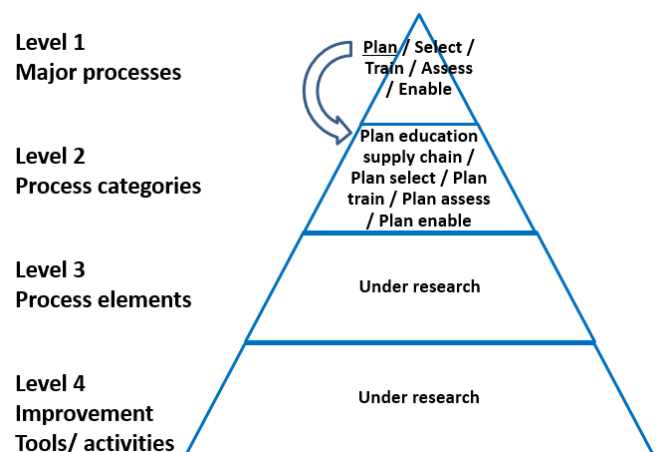 Level 1
Major processes
Plan / Select /
Train / Assess
/ Enable
Level 2
Process categories
Plan education
supply chain /
Plan select / Plan
train / Plan assess
/ Plan enable
Level 3
Process elements
Under research
Level 4
Improvement
Tools/ activities
Under research